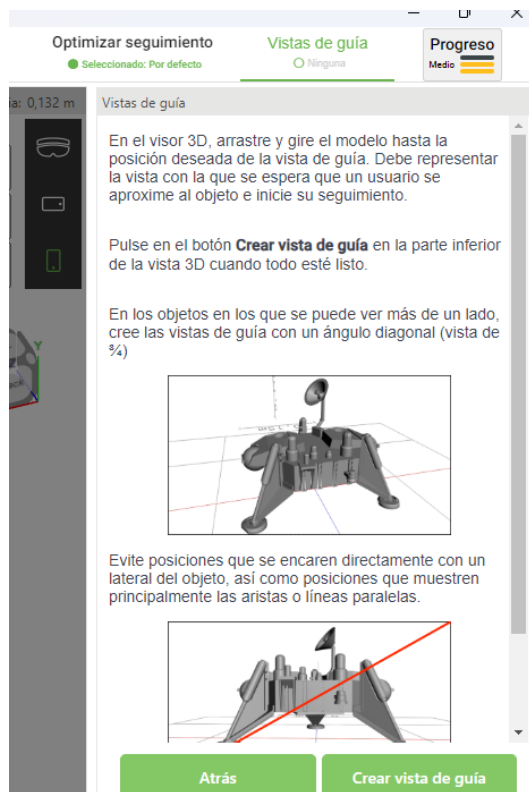 Optimizar seguimiento
Seleccionado: Por defecto
Vistas de guía
Ninguna
Progreso
Medio
ia: 0,132 m
Vistas de guía
En el visor 3D, arrastre y gire el modelo hasta la
posición deseada de la vista de guía. Debe representar
la vista con la que se espera que un usuario se
aproxime al objeto e inicie su seguimiento.
Pulse en el botón Crear vista de guía en la parte inferior
de la vista 3D cuando todo esté listo.
En los objetos en los que se puede ver más de un lado,
cree las vistas de guía con un ángulo diagonal (vista de
¾)
Y
Evite posiciones que se encaren directamente con un
lateral del objeto, así como posiciones que muestren
principalmente las aristas o líneas paralelas.
Atrás
Crear vista de guía